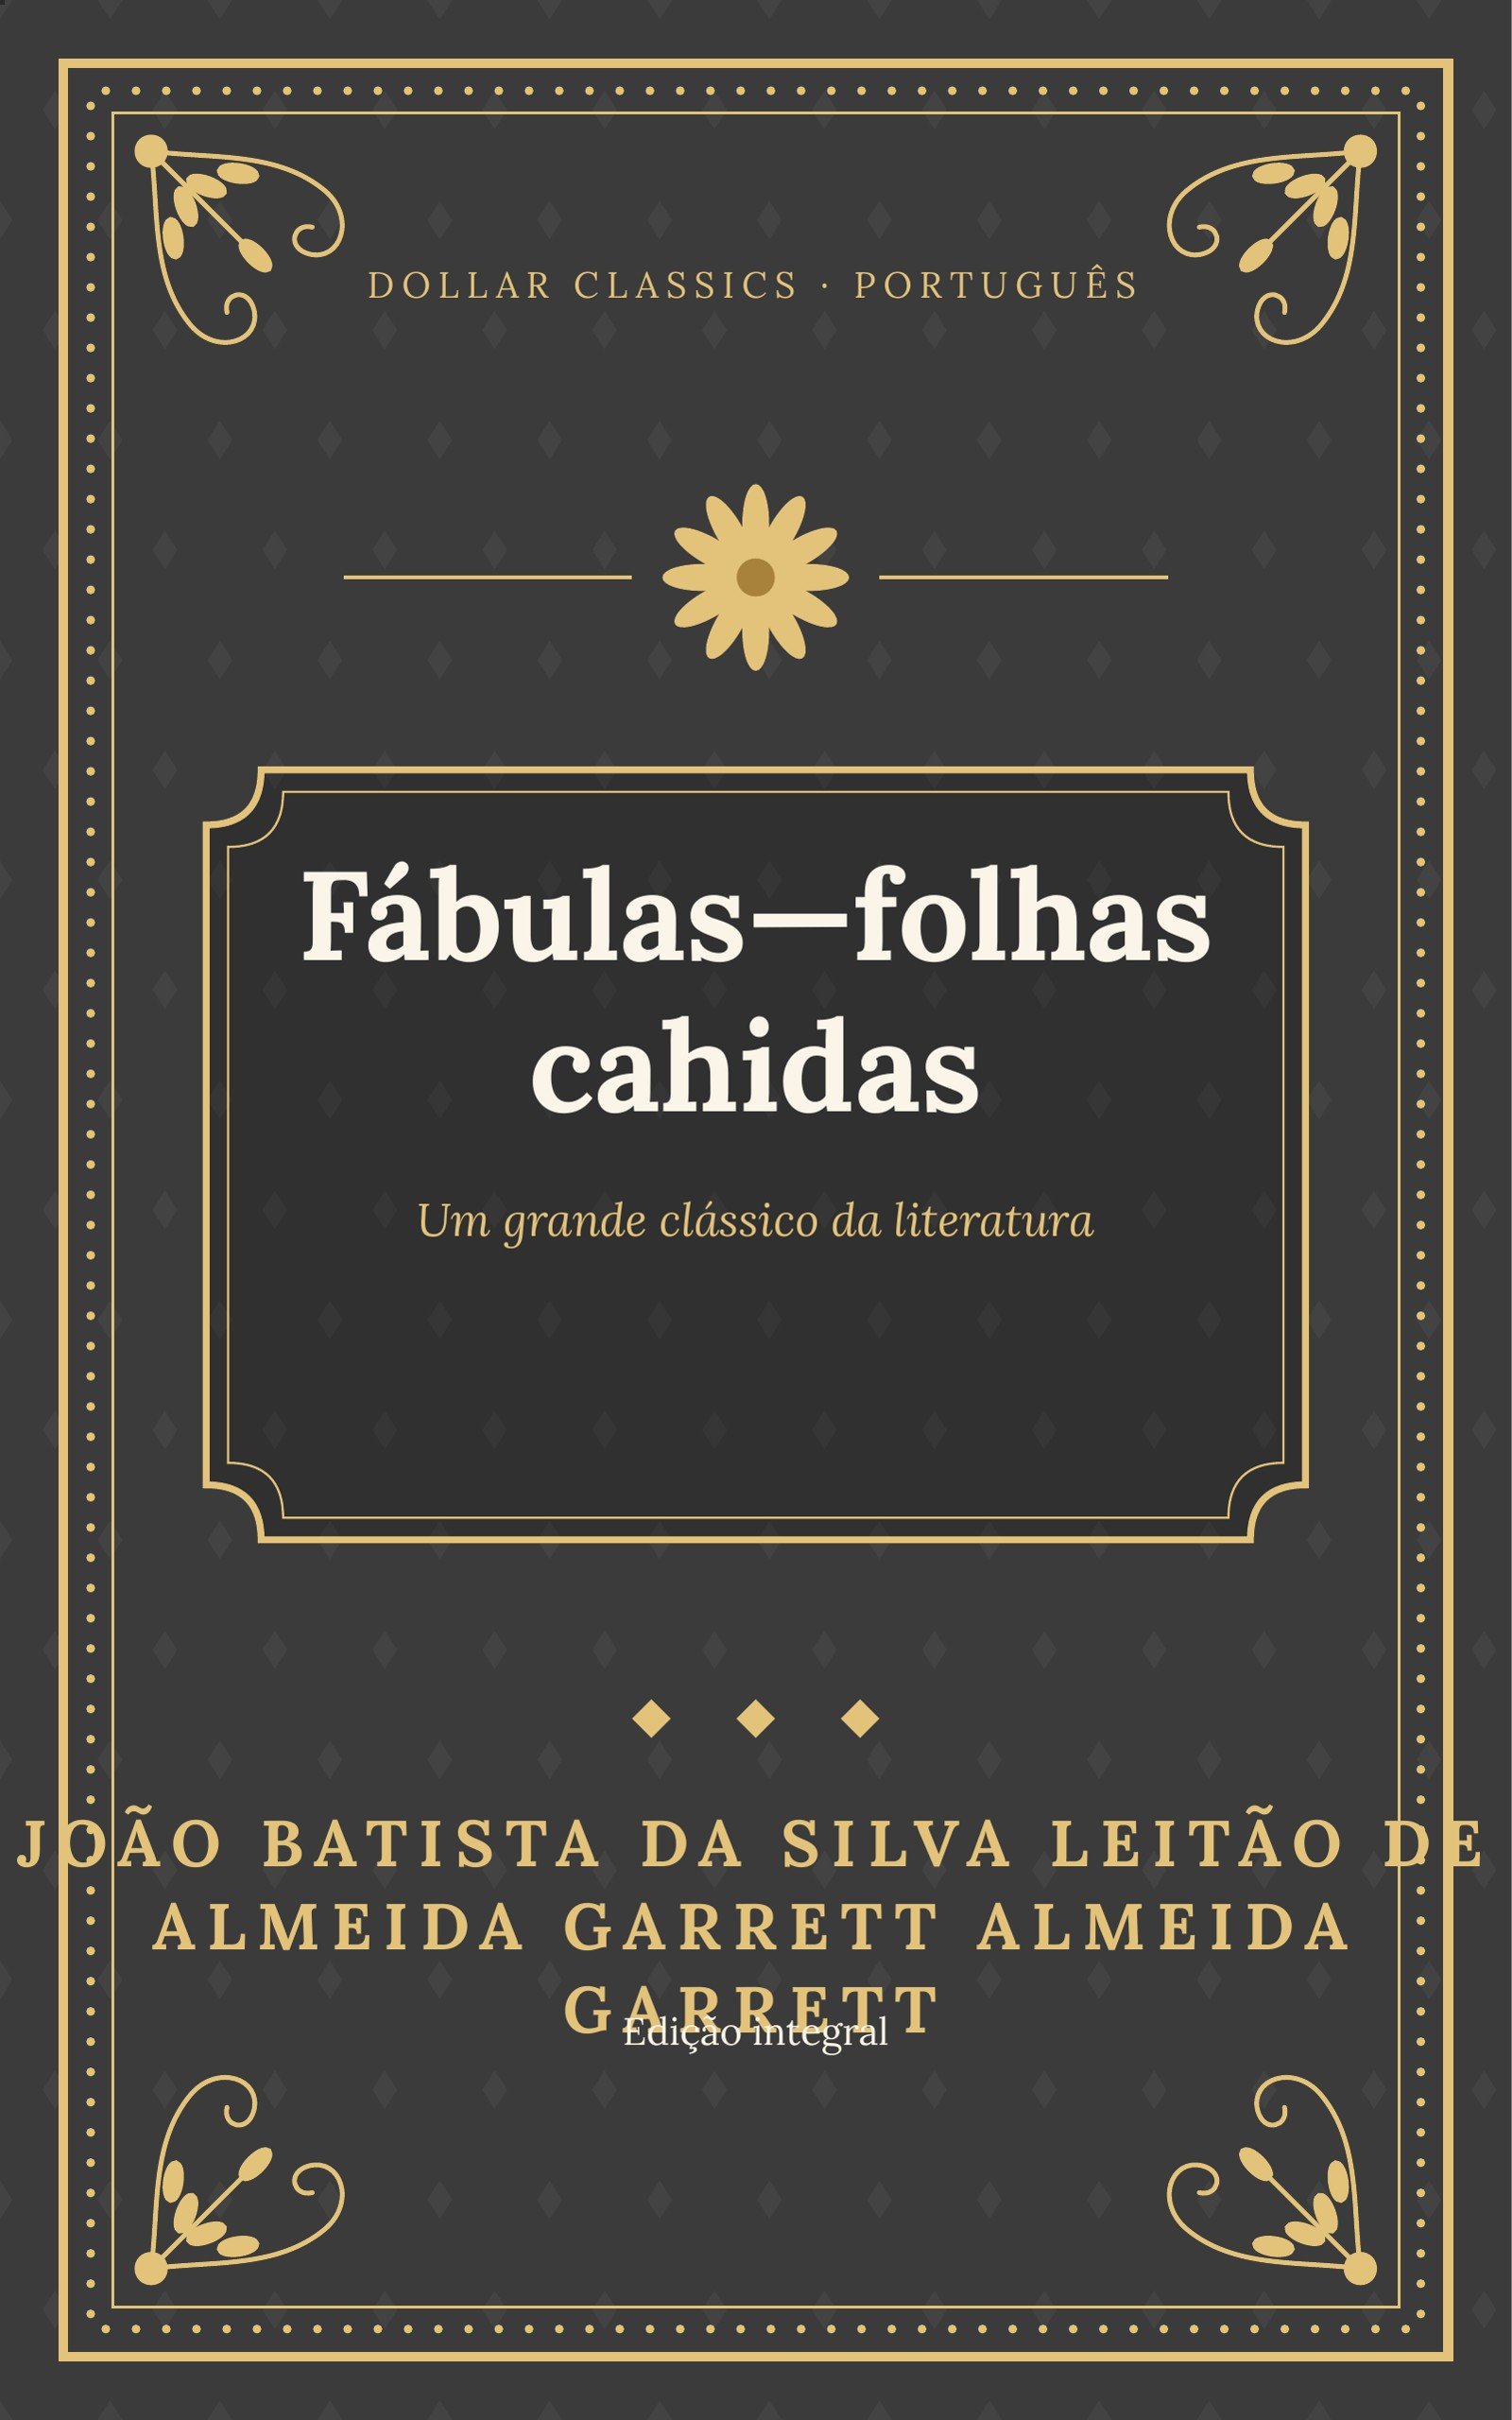 DOLLAR CLASSICS · PORTUGUÊS
Fábulas—folhas
cahidas
Um grande clássico da literatura
JOÃO BATISTA DA SILVA LEITÃO DE
ALMEIDA GARRETT ALMEIDA
GARRETT
Edição integral